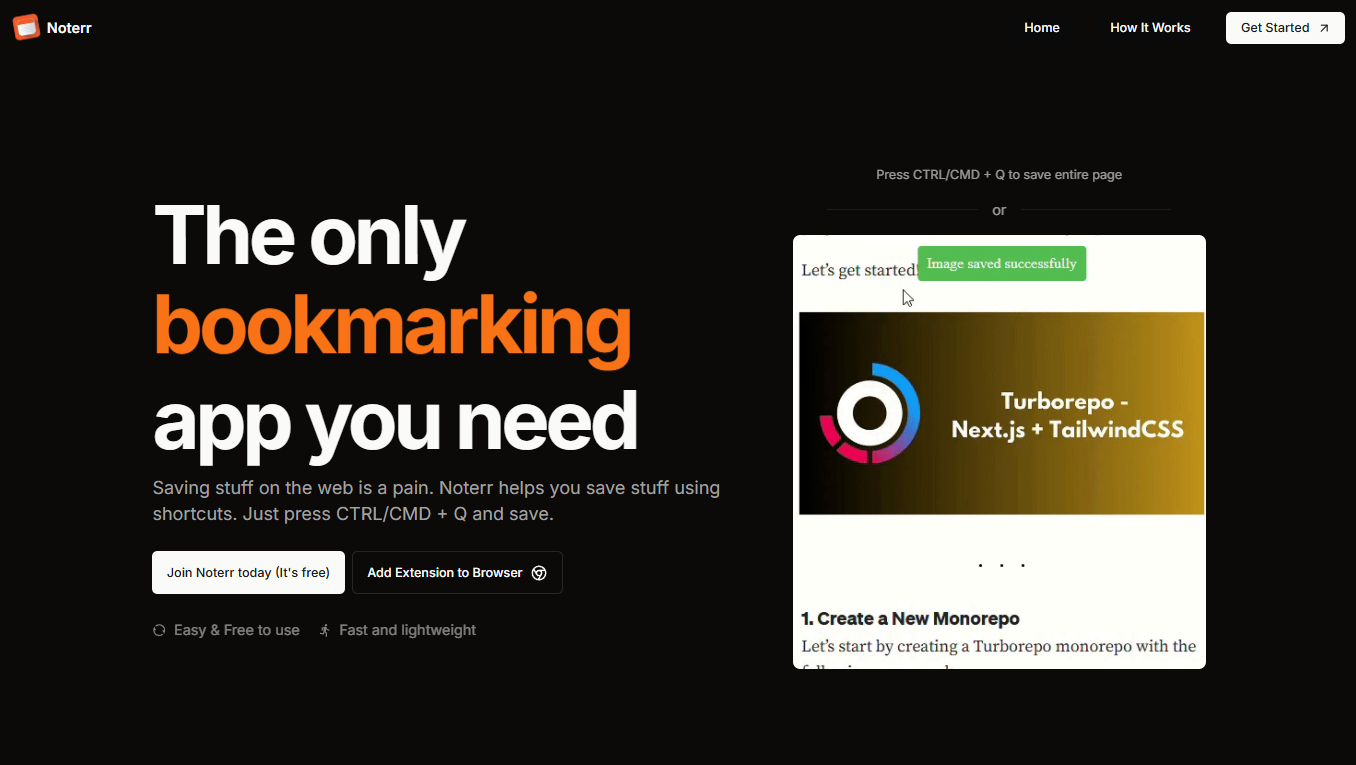 Noterr
Home
How It Works
Get Started
The only
bookmarking
app you need
Saving stuff on the web is a pain. Noterr helps you save stuff using
shortcuts. Just press CTRL/CMD + Q and save.
Join Noterr today (It's free)
Add Extension to Browser
Easy & Free to use
Fast and lightweight
Press CTRL/CMD + Q to save entire page
or
Image saved successfully
Let’s get started!
Turborepo -
Next.js + TailwindCSS
. . .
1. Create a New Monorepo
Let’s start by creating a Turborepo monorepo with the